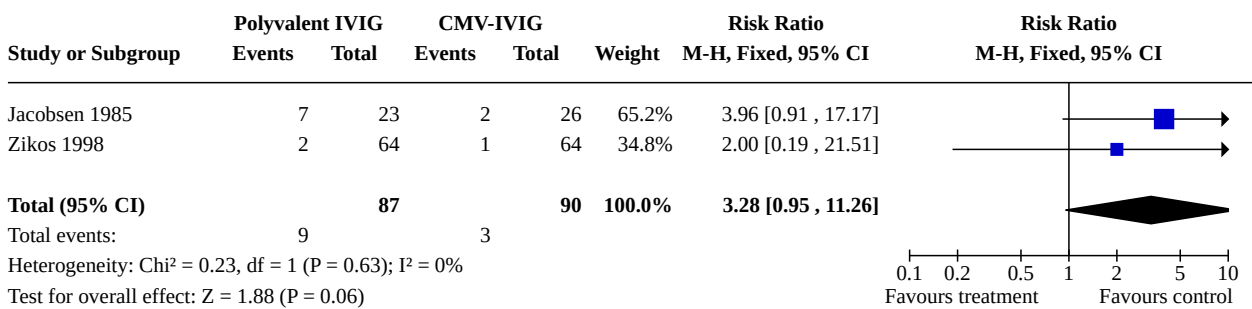 Polyvalent IVIG CMV-IVIG Risk Ratio Risk Ratio
Study or Subgroup Events Total Events Total Weight M-H, Fixed, 95% CI M-H, Fixed, 95% CI
Jacobsen 1985 7 23 2 26 65.2% 3.96 [0.91 , 17.17]
Zikos 1998 2 64 1 64 34.8% 2.00 [0.19 , 21.51]
Total (95% CI) 87 90 100.0% 3.28 [0.95 , 11.26]
Total events: 9 3
Heterogeneity: Chi² = 0.23, df = 1 (P = 0.63); I² = 0%
0.1 0.2 0.5 1 2 5 10
Test for overall effect: Z = 1.88 (P = 0.06) Favours treatment Favours control